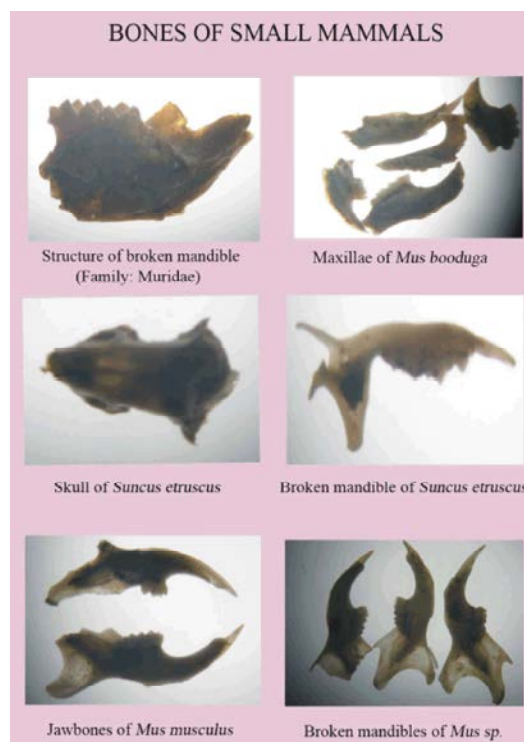 BONES OF SMALL MAMMALS
Structure of broken mandible
(Family: Muridae)
Maxillae of Mus booduga
Skull of Suncus etruscus
Broken mandible of Suncus etruscus
Jawbones of Mus musculus
Broken mandibles of Mus sp.